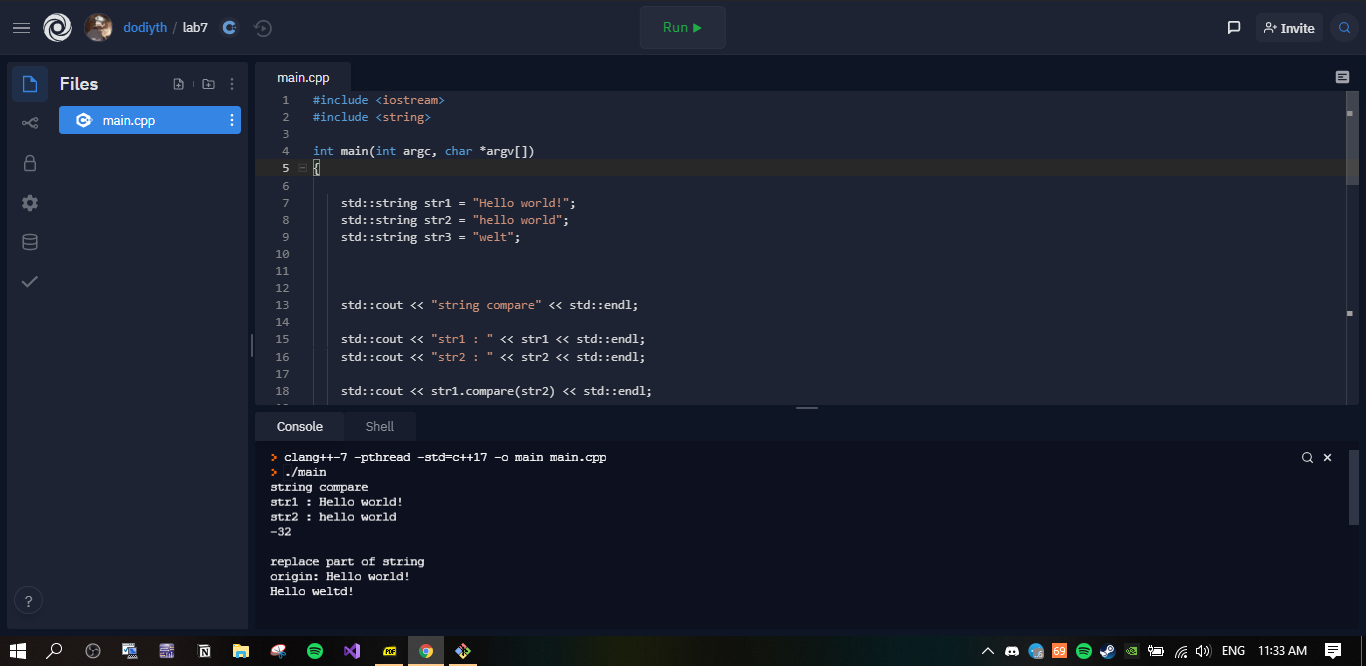 dodiyth / lab7
Run
Invite
Files
main.cpp
main.cpp
1 #include <iostream>
2 #include <string>
3
4 int main(int argc, char *argv[])
5 {
6
7 std::string str1 = "Hello world!";
8 std::string str2 = "hello world";
9 std::string str3 = "welt";
10
11
12
13 std::cout << "string compare" << std::endl;
14
15 std::cout << "str1 : " << str1 << std::endl;
16 std::cout << "str2 : " << str2 << std::endl;
17
18 std::cout << str1.compare(str2) << std::endl;
Console
Shell
> clang++-7 -pthread -std=c++17 -o main main.cpp
> ./main
string compare
str1 : Hello world!
str2 : hello world
-32
replace part of string
origin: Hello world!
Hello weltd!
?
PDF
69
ENG
11:33 AM